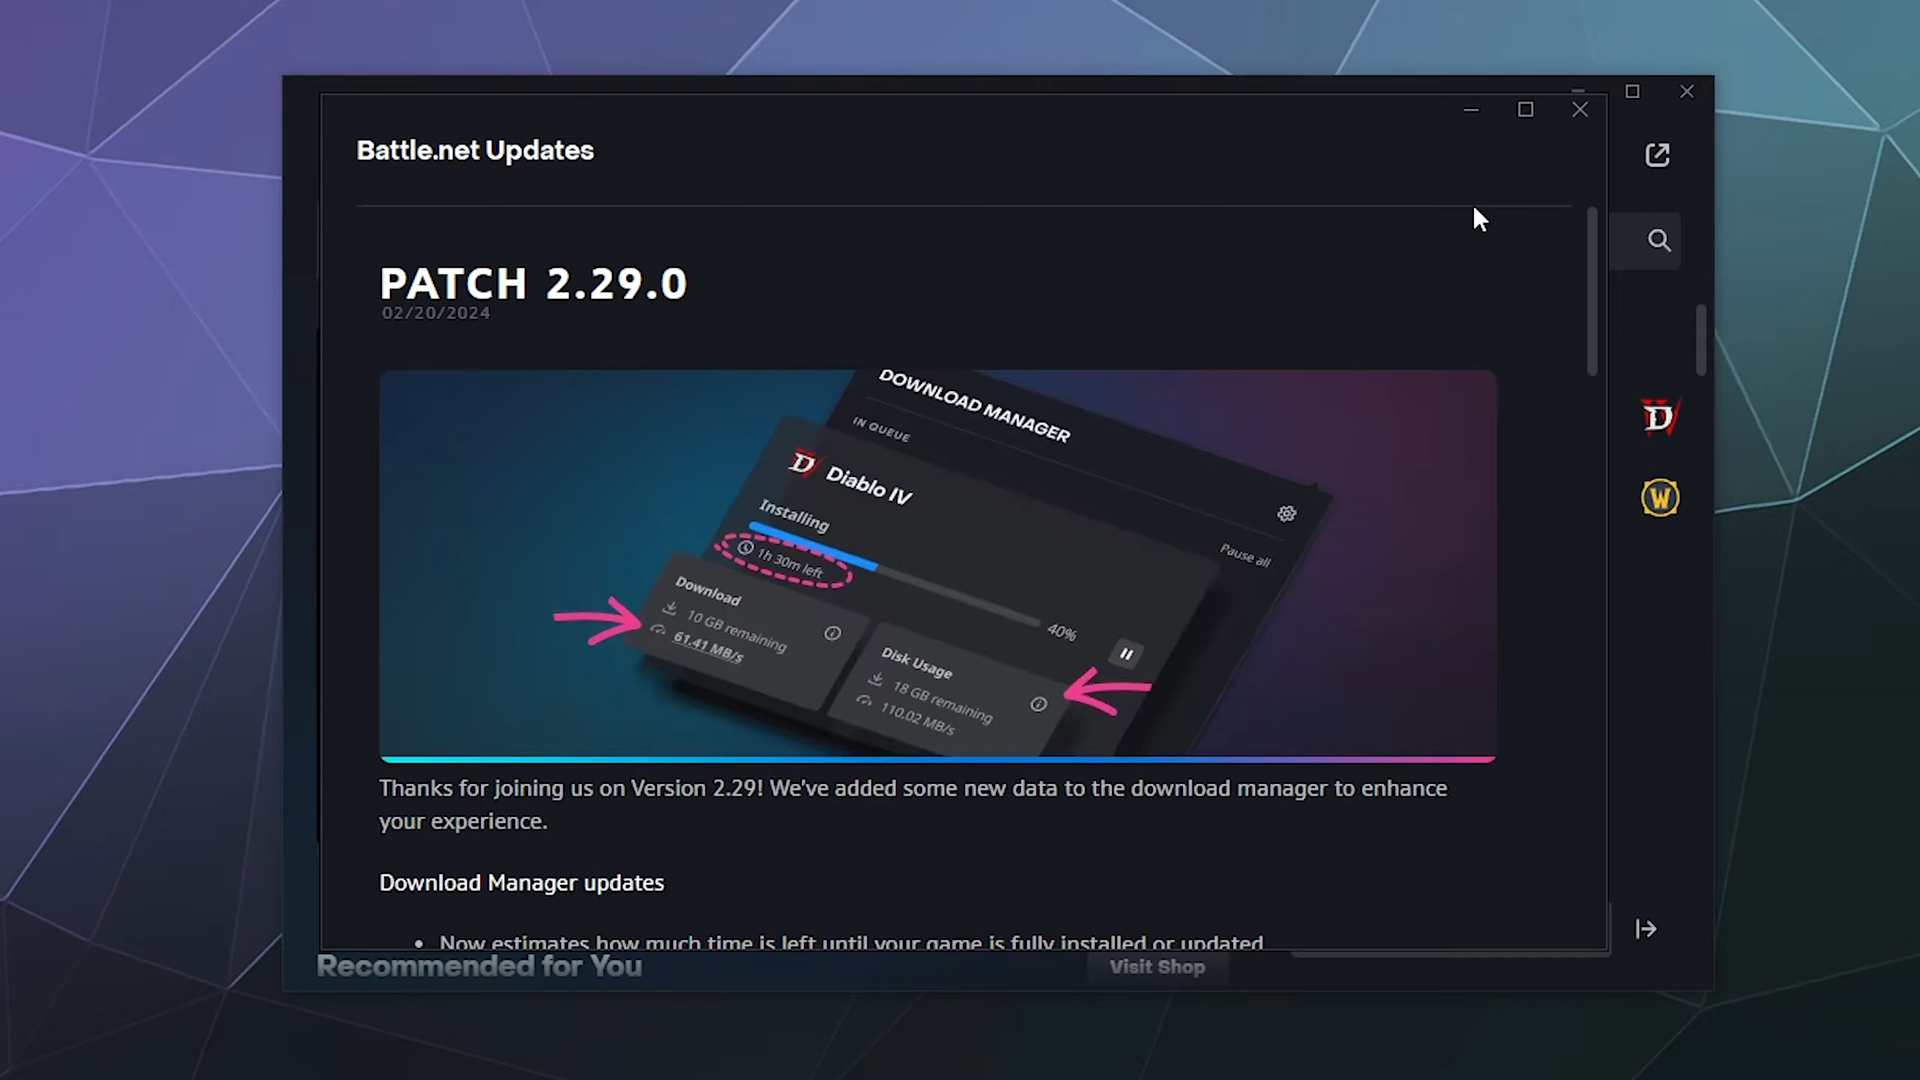 Battle.net Updates
PATCH 2.29.0
02/20/2024
DOWNLOAD MANAGER
IN QUEUE
Diablo IV
Installing
1h 30m left
Pause all
40%
Download
10 GB remaining
61.41 MB/s
Disk Usage
18 GB remaining
110.02 MB/s
Thanks for joining us on Version 2.29! We've added some new data to the download manager to enhance
your experience.
Download Manager updates
• Now estimates how much time is left until your game is fully installed or updated
Recommended for You
Visit Shop